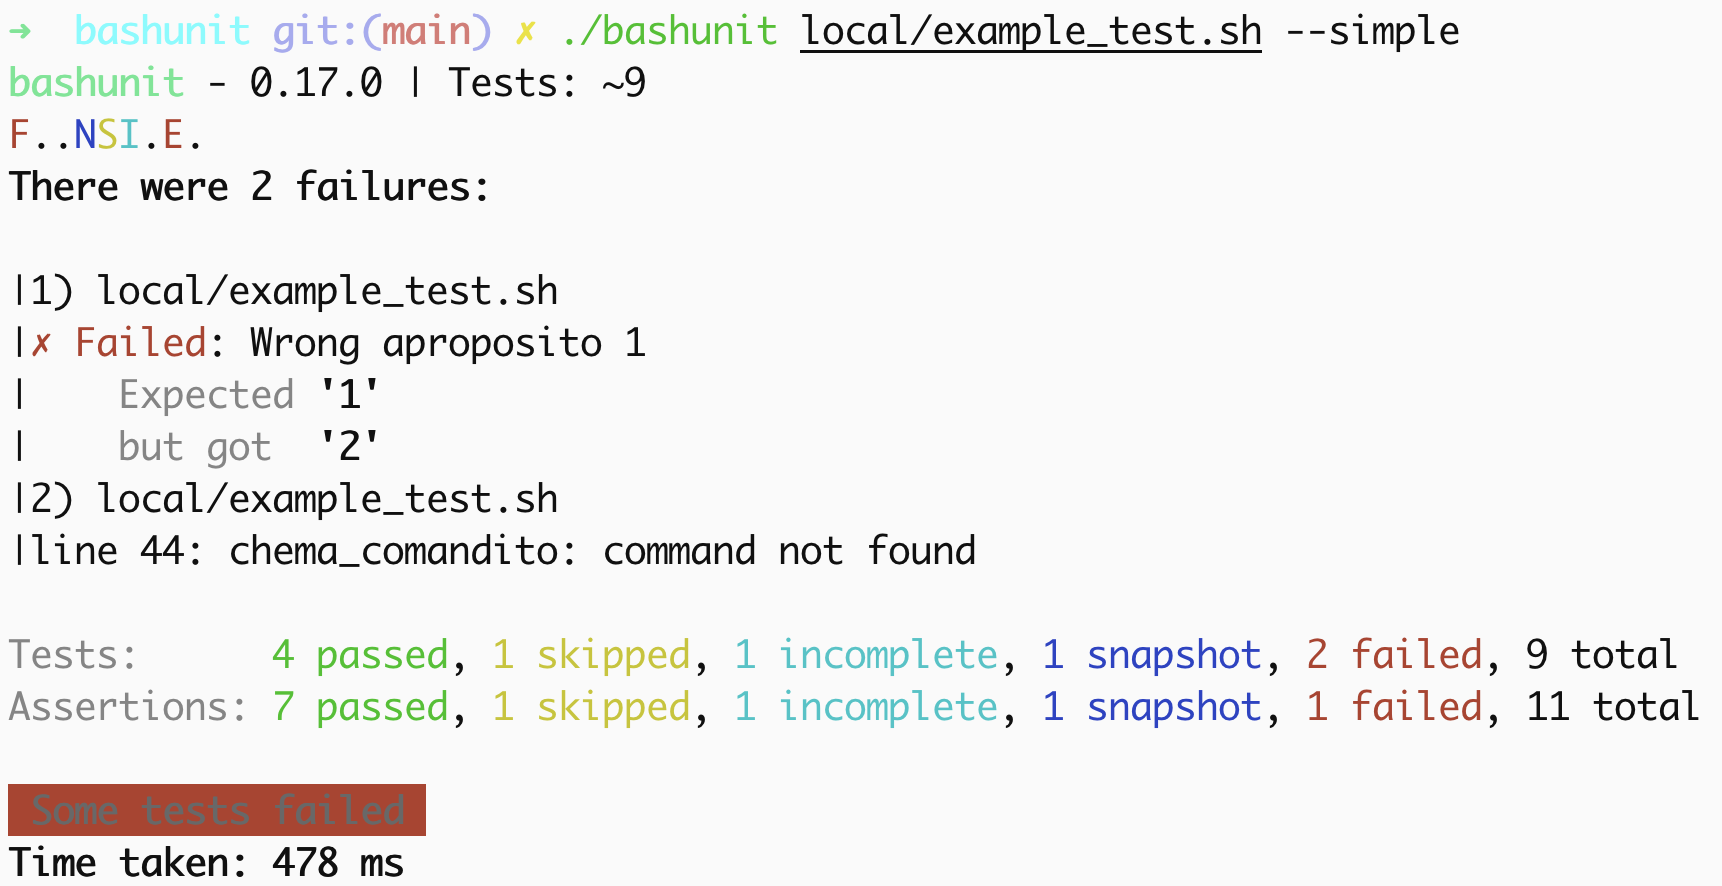 ➜  bashunit git:(main) ✗ ./bashunit local/example_test.sh --simple
bashunit - 0.17.0 | Tests: ~9
F..NSI.E.
There were 2 failures:

|1) local/example_test.sh
|✗ Failed: Wrong aproposito 1
|    Expected '1'
|    but got  '2'
|2) local/example_test.sh
|line 44: chema_comandito: command not found

Tests:      4 passed, 1 skipped, 1 incomplete, 1 snapshot, 2 failed, 9 total
Assertions: 7 passed, 1 skipped, 1 incomplete, 1 snapshot, 1 failed, 11 total

Some tests failed
Time taken: 478 ms